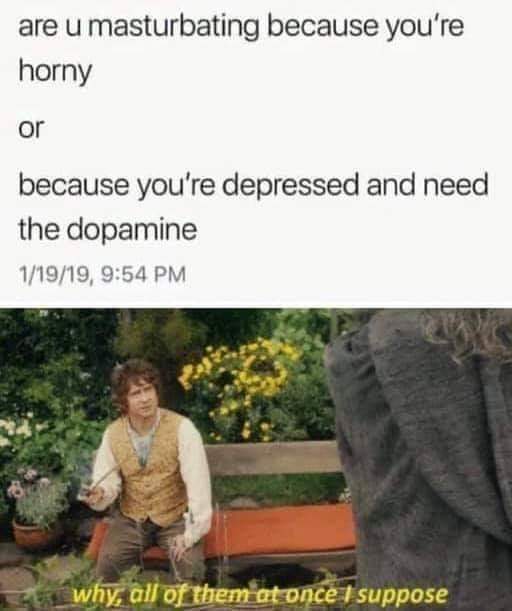 are u masturbating because you're
horny
or
because you're depressed and need
the dopamine
1/19/19, 9:54 PM
why, all of them at once I suppose